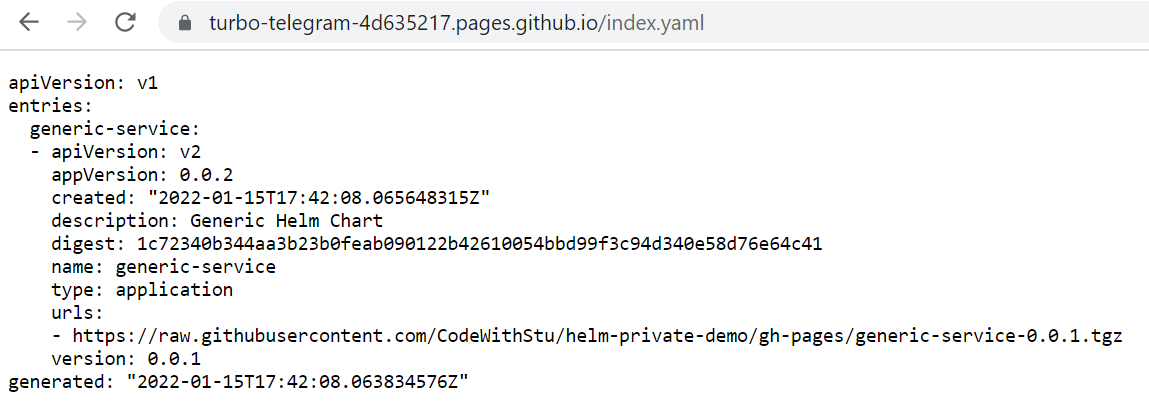 turbo-telegram-4d635217.pages.github.io/index.yaml
apiVersion: v1
entries:
  generic-service:
  - apiVersion: v2
    appVersion: 0.0.2
    created: "2022-01-15T17:42:08.065648315Z"
    description: Generic Helm Chart
    digest: 1c72340b344aa3b23b0feab090122b42610054bbd99f3c94d340e58d76e64c41
    name: generic-service
    type: application
    urls:
    - https://raw.githubusercontent.com/CodeWithStu/helm-private-demo/gh-pages/generic-service-0.0.1.tgz
    version: 0.0.1
generated: "2022-01-15T17:42:08.063834576Z"